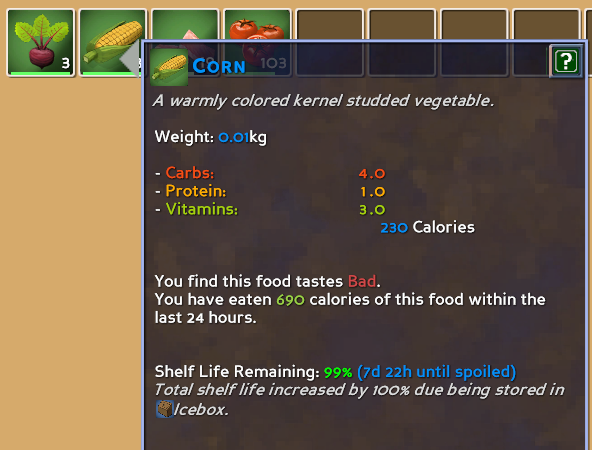 3
103
Corn
?
A warmly colored kernel studded vegetable.
Weight: 0.01kg
- Carbs: 4.0
- Protein: 1.0
- Vitamins: 3.0
230 Calories
You find this food tastes Bad.
You have eaten 690 calories of this food within the
last 24 hours.
Shelf Life Remaining: 99% (7d 22h until spoiled)
Total shelf life increased by 100% due being stored in
Icebox.